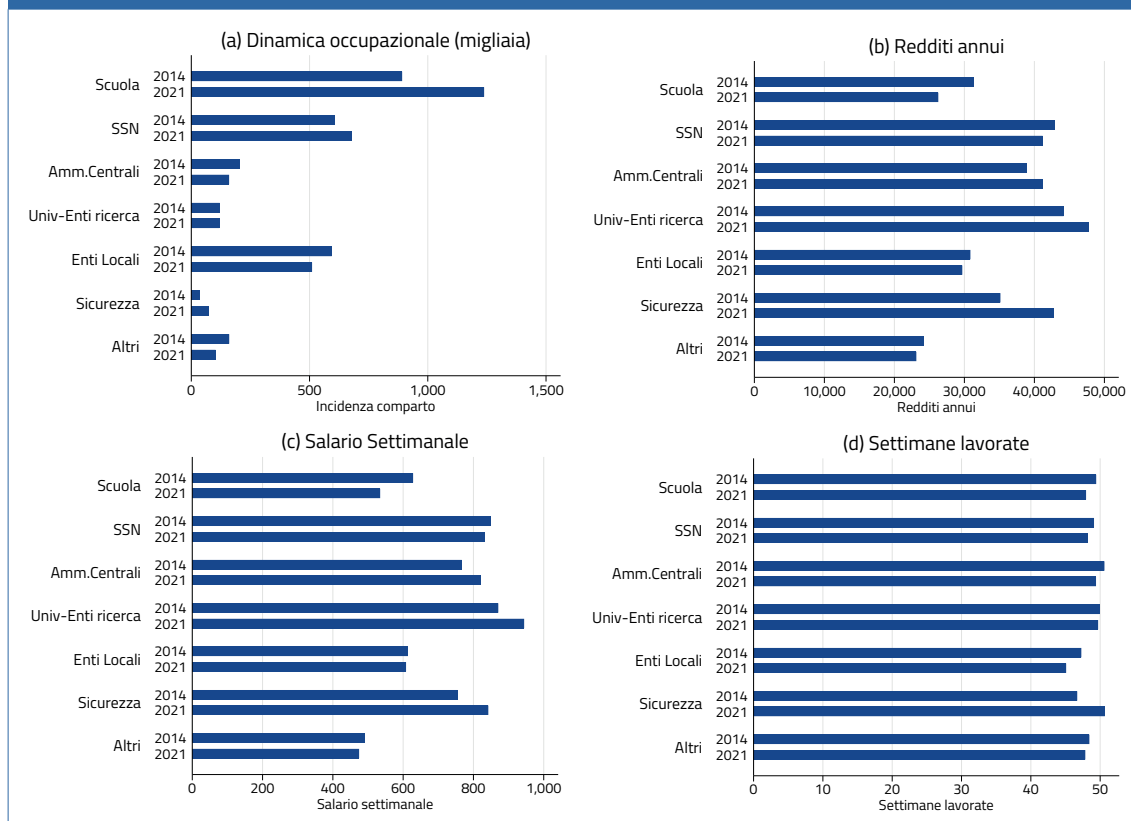 (a) Dinamica occupazionale (migliaia)
Scuola
2014
2021
SSN
2014
2021
Amm.Centrali
2014
2021
Univ-Enti ricerca
2014
2021
Enti Locali
2014
2021
Sicurezza
2014
2021
Altri
2014
2021
0 500 1,000 1,500
Incidenza comparto
(b) Redditi annui
Scuola
2014
2021
SSN
2014
2021
Amm.Centrali
2014
2021
Univ-Enti ricerca
2014
2021
Enti Locali
2014
2021
Sicurezza
2014
2021
Altri
2014
2021
0 10,000 20,000 30,000 40,000 50,000
Redditi annui
(c) Salario Settimanale
Scuola
2014
2021
SSN
2014
2021
Amm.Centrali
2014
2021
Univ-Enti ricerca
2014
2021
Enti Locali
2014
2021
Sicurezza
2014
2021
Altri
2014
2021
0 200 400 600 800 1,000
Salario settimanale
(d) Settimane lavorate
Scuola
2014
2021
SSN
2014
2021
Amm.Centrali
2014
2021
Univ-Enti ricerca
2014
2021
Enti Locali
2014
2021
Sicurezza
2014
2021
Altri
2014
2021
0 10 20 30 40 50
Settimane lavorate